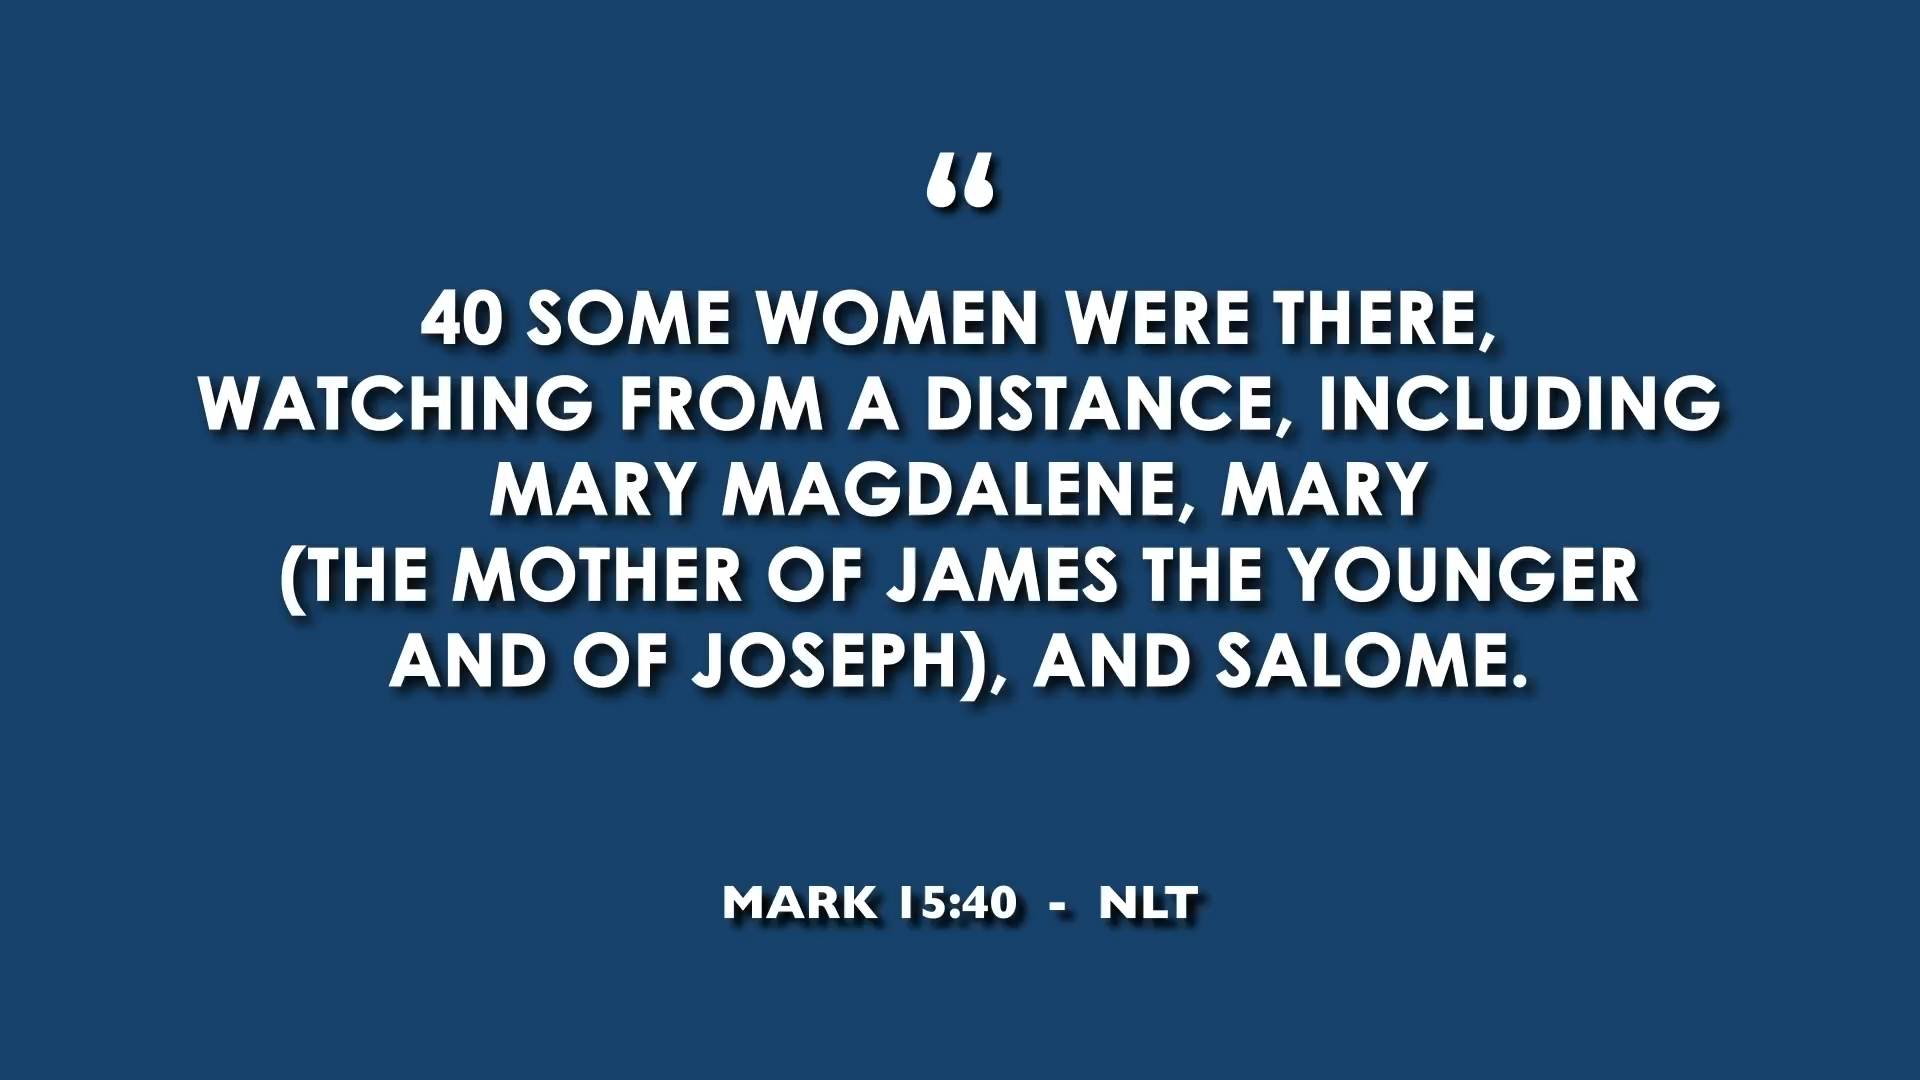 “
40 SOME WOMEN WERE THERE,
WATCHING FROM A DISTANCE, INCLUDING
MARY MAGDALENE, MARY
(THE MOTHER OF JAMES THE YOUNGER
AND OF JOSEPH), AND SALOME.
MARK 15:40 - NLT